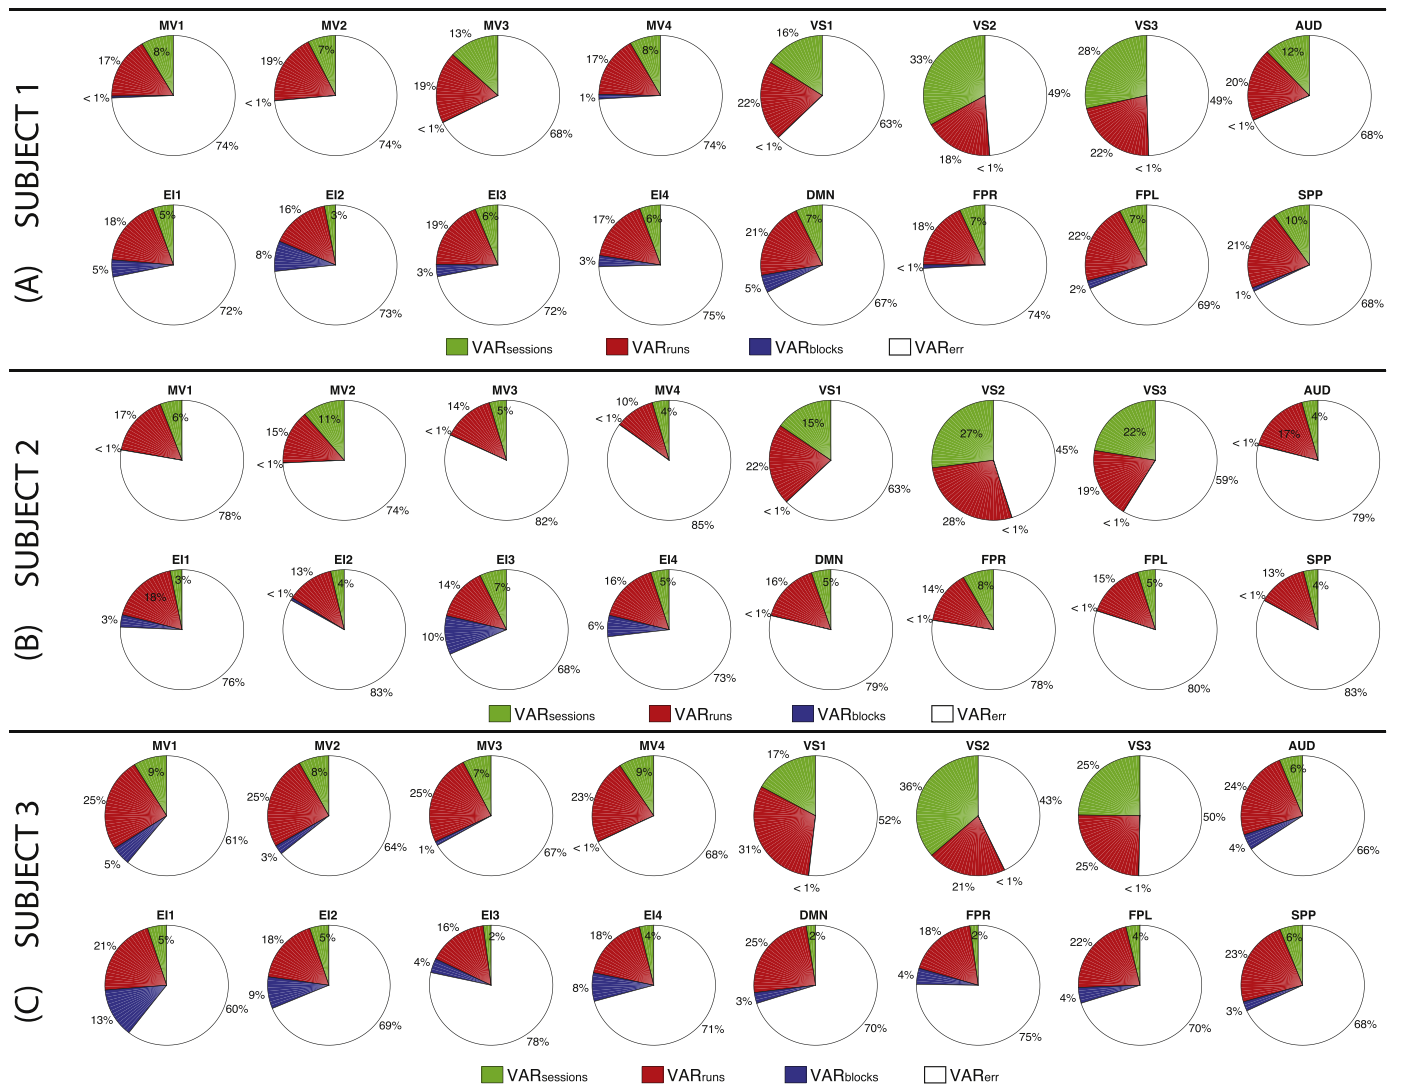 (A) SUBJECT 1
MV1 MV2 MV3 MV4 VS1 VS2 VS3 AUD
8% 17% < 1% 74%
7% 19% < 1% 74%
13% 19% < 1% 68%
8% 17% 1% 74%
16% 22% < 1% 63%
33% 18% < 1% 49%
28% 22% < 1% 49%
12% 20% < 1% 68%
EI1 EI2 EI3 EI4 DMN FPR FPL SPP
5% 18% 5% 72%
3% 16% 8% 73%
6% 19% 3% 72%
6% 17% 3% 75%
7% 21% 5% 67%
7% 18% < 1% 74%
7% 22% 2% 69%
10% 21% 1% 68%
VARsessions VARruns VARblocks VARerr
(B) SUBJECT 2
MV1 MV2 MV3 MV4 VS1 VS2 VS3 AUD
6% 17% < 1% 78%
11% 15% < 1% 74%
5% 14% < 1% 82%
4% 10% < 1% 85%
15% 22% < 1% 63%
27% 28% < 1% 45%
22% 19% < 1% 59%
4% 17% < 1% 79%
EI1 EI2 EI3 EI4 DMN FPR FPL SPP
3% 18% 3% 76%
4% 13% < 1% 83%
7% 14% 10% 68%
5% 16% 6% 73%
5% 16% < 1% 79%
8% 14% < 1% 78%
5% 15% < 1% 80%
4% 13% < 1% 83%
VARsessions VARruns VARblocks VARerr
(C) SUBJECT 3
MV1 MV2 MV3 MV4 VS1 VS2 VS3 AUD
9% 25% 5% 61%
8% 25% 3% 64%
7% 25% 1% 67%
9% 23% < 1% 68%
17% 31% < 1% 52%
36% 21% < 1% 43%
25% 25% < 1% 50%
6% 24% 4% 66%
EI1 EI2 EI3 EI4 DMN FPR FPL SPP
5% 21% 13% 60%
5% 18% 9% 69%
2% 16% 4% 78%
4% 18% 8% 71%
2% 25% 3% 70%
2% 18% 4% 75%
4% 22% 4% 70%
6% 23% 3% 68%
VARsessions VARruns VARblocks VARerr